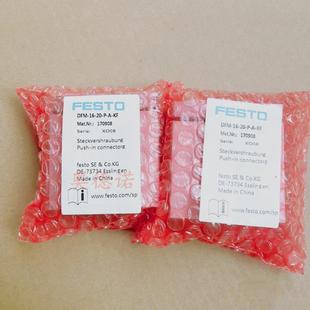 FESTO
DFM-16-20-P-A-KF
Mat.Nr.: 170908
Serie: XO08
Steckverschraubung
Push-in connectors
festo SE & Co.KG
DE-73734 Esslingen
Made in China
www.festo.com/sp
FESTO
DFM-16-20-P-A-KF
Mat.Nr.: 170908
Serie: XO08
Steckverschraubung
Push-in connectors
festo SE & Co.KG
DE-73734 Esslingen
Made in China
www.festo.com/sp